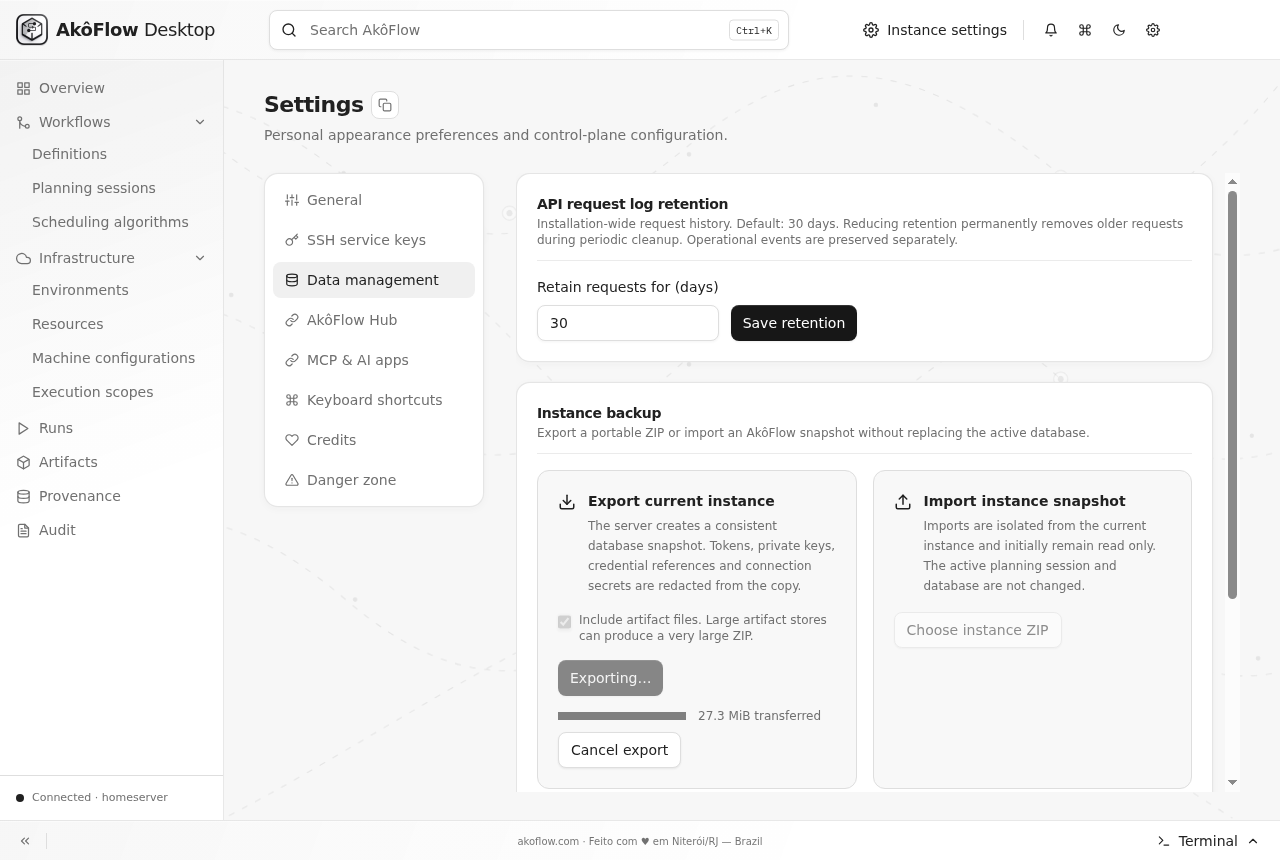 AkôFlow Desktop
Search AkôFlow
Ctrl+K
Instance settings
Overview
Workflows
Definitions
Planning sessions
Scheduling algorithms
Infrastructure
Environments
Resources
Machine configurations
Execution scopes
Runs
Artifacts
Provenance
Audit
Connected · homeserver
Settings
Personal appearance preferences and control-plane configuration.
General
SSH service keys
Data management
AkôFlow Hub
MCP & AI apps
Keyboard shortcuts
Credits
Danger zone
API request log retention
Installation-wide request history. Default: 30 days. Reducing retention permanently removes older requests
during periodic cleanup. Operational events are preserved separately.
Retain requests for (days)
30
Save retention
Instance backup
Export a portable ZIP or import an AkôFlow snapshot without replacing the active database.
Export current instance
The server creates a consistent
database snapshot. Tokens, private keys,
credential references and connection
secrets are redacted from the copy.
Include artifact files. Large artifact stores
can produce a very large ZIP.
Exporting...
27.3 MiB transferred
Cancel export
Import instance snapshot
Imports are isolated from the current
instance and initially remain read only.
The active planning session and
database are not changed.
Choose instance ZIP
akoflow.com · Feito com ♥ em Niterói/RJ — Brazil
Terminal